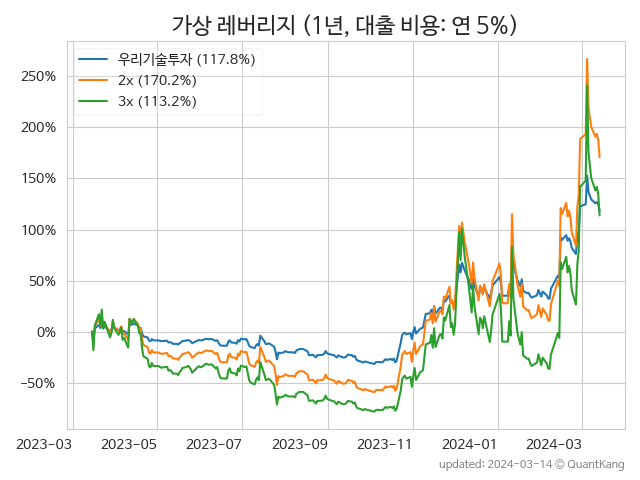 가상 레버리지 (1년, 대출 비용: 연 5%)
우리기술투자 (117.8%)
2x (170.2%)
3x (113.2%)
250%
200%
150%
100%
50%
0%
−50%
2023-03 2023-05 2023-07 2023-09 2023-11 2024-01 2024-03
updated: 2024-03-14 © QuantKang